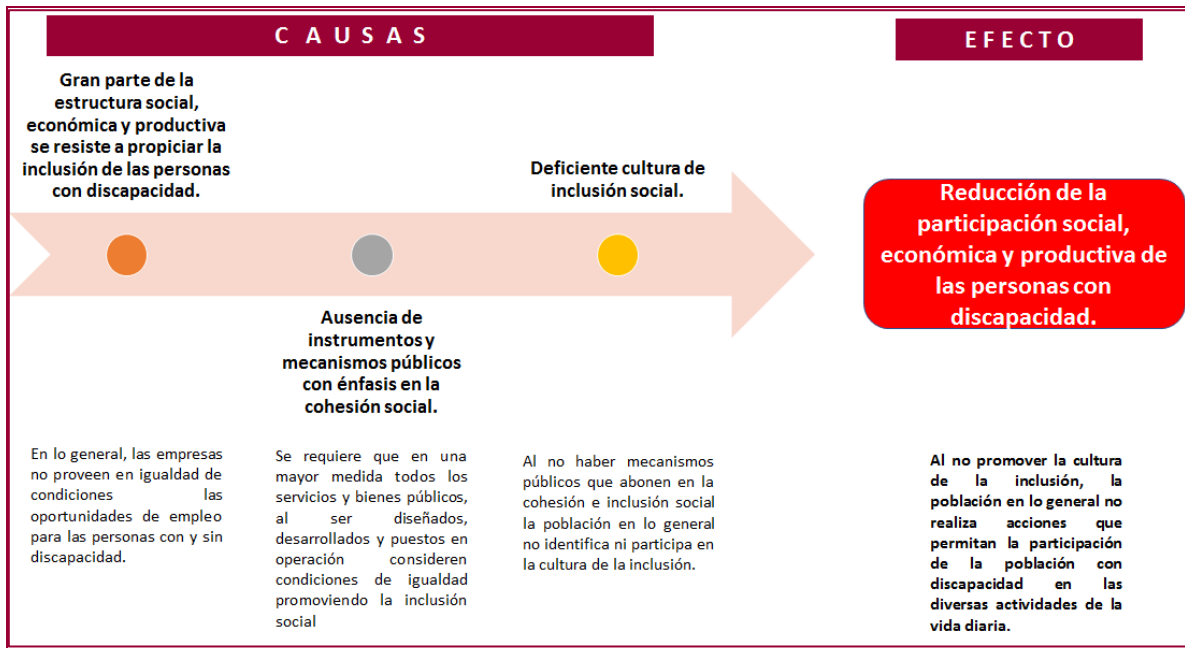 C A U S A S
E F E C T O
Gran parte de la
estructura social,
económica y productiva
se resiste a propiciar la
inclusión de las personas
con discapacidad.
Ausencia de
instrumentos y
mecanismos públicos
con énfasis en la
cohesión social.
Deficiente cultura de
inclusión social.
Reducción de la
participación social,
económica y productiva de
las personas con
discapacidad.
En lo general, las empresas
no proveen en igualdad de
condiciones las
oportunidades de empleo
para las personas con y sin
discapacidad.
Se requiere que en una
mayor medida todos los
servicios y bienes públicos,
al ser diseñados,
desarrollados y puestos en
operación consideren
condiciones de igualdad
promoviendo la inclusión
social
Al no haber mecanismos
públicos que abonen en la
cohesión e inclusión social
la población en lo general
no identifica ni participa en
la cultura de la inclusión.
Al no promover la cultura
de la inclusión, la
población en lo general no
realiza acciones que
permitan la participación
de la población con
discapacidad en las
diversas actividades de la
vida diaria.